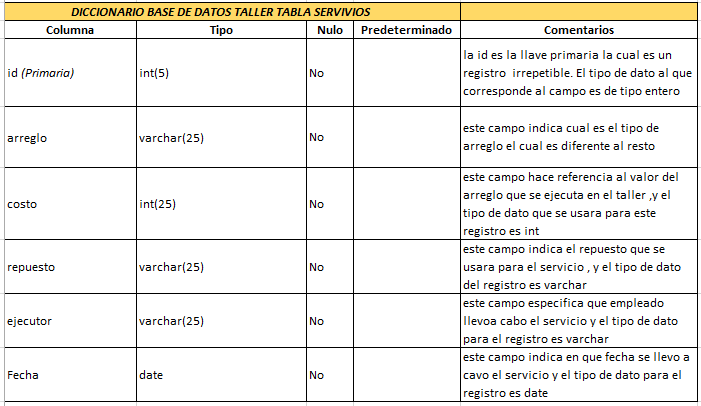 DICCIONARIO BASE DE DATOS TALLER TABLA SERVIVIOS
Columna Tipo Nulo Predeterminado Comentarios
id (Primaria) int(5) No
la id es la llave primaria la cual es un
registro irrepetible. El tipo de dato al que
corresponde al campo es de tipo entero
arreglo varchar(25) No
este campo indica cual es el tipo de
arreglo el cual es diferente al resto
costo int(25) No
este campo hace referencia al valor del
arreglo que se ejecuta en el taller ,y el
tipo de dato que se usara para este
registro es int
repuesto varchar(25) No
este campo indica el repuesto que se
usara para el servicio , y el tipo de dato
del registro es varchar
ejecutor varchar(25) No
este campo especifica que empleado
llevoa cabo el servicio y el tipo de dato
para el registro es varchar
Fecha date No
este campo indica en que fecha se llevo a
cavo el servicio y el tipo de dato para el
registro es date